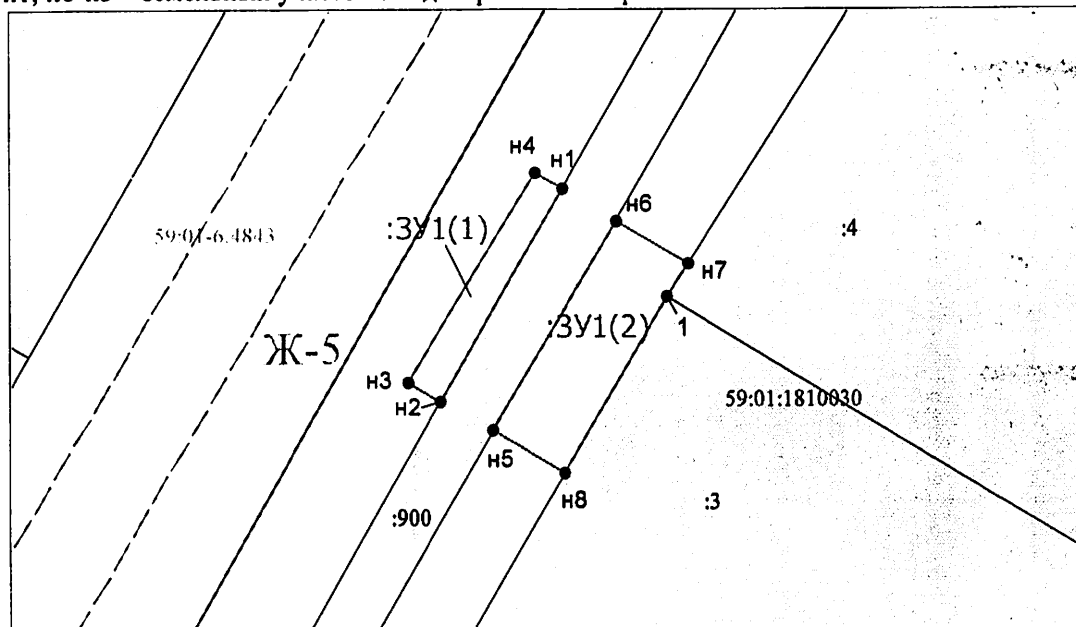 н4
н1
н6
:4
59:01-6.4843
:ЗУ1(1)
н7
:ЗУ1(2)
1
Ж-5
н3
н2
59:01:1810030
н5
н8
:900
:3